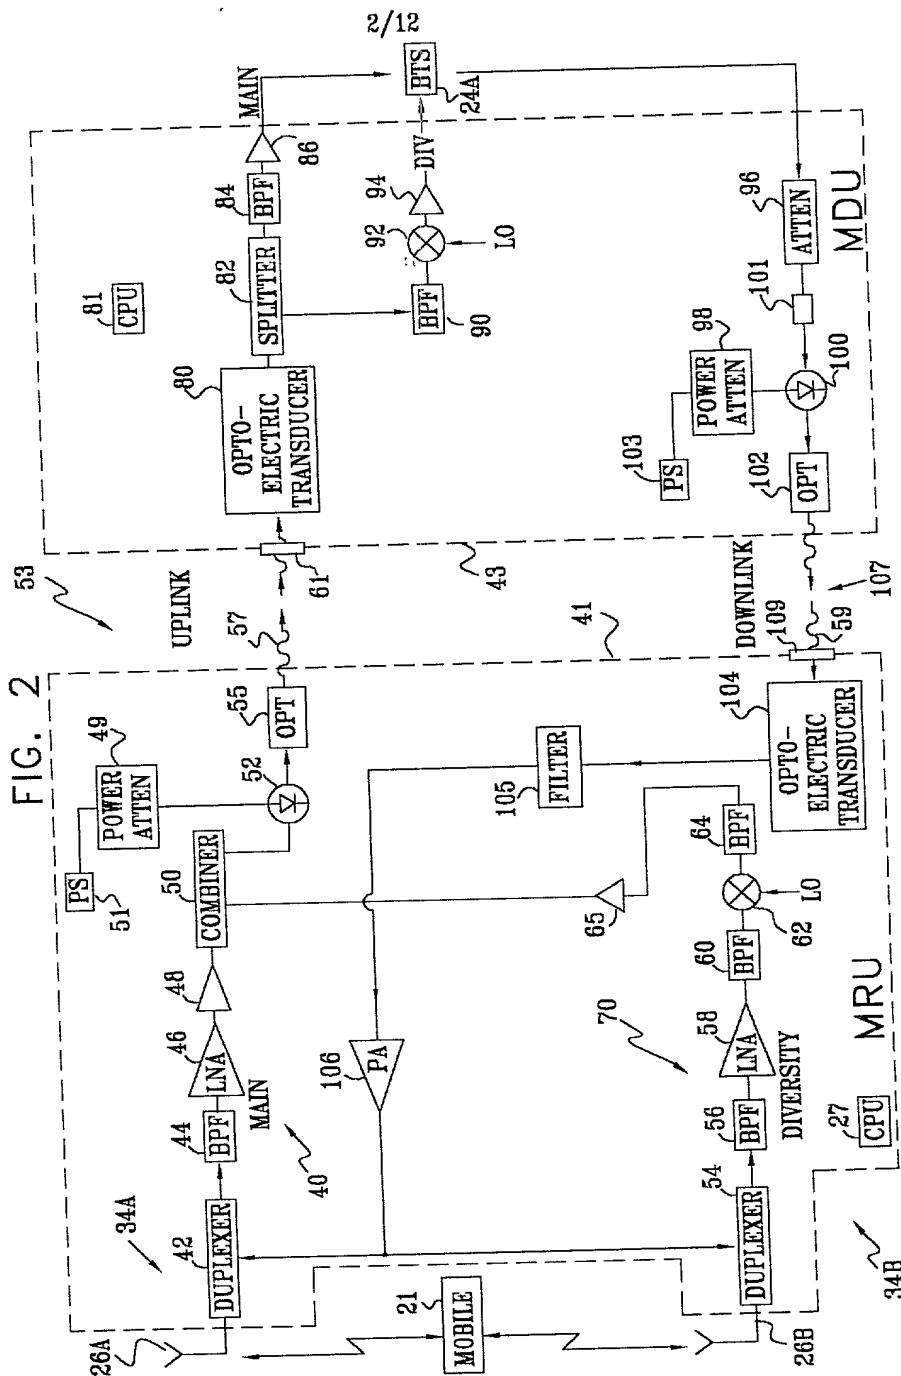 2/12
FIG. 2
53
34A
26A
42
DUPLEXER
44
BPF
46
LNA
MAIN
40
48
50
COMBINER
PS
51
49
POWER
ATTEN
52
55
OPT
57
UPLINK
61
80
OPTO-
ELECTRIC
TRANSDUCER
81
CPU
82
SPLITTER
84
BPF
86
MAIN
90
BPF
92
LO
94
DIV
BTS
24A
21
MOBILE
106
PA
105
FILTER
65
41
43
70
26B
54
DUPLEXER
56
BPF
DIVERSITY
58
LNA
60
BPF
62
LO
64
BPF
104
OPTO-
ELECTRIC
TRANSDUCER
109
59
DOWNLINK
107
102
OPT
103
PS
98
POWER
ATTEN
100
101
96
ATTEN
MDU
27
CPU
MRU
34B